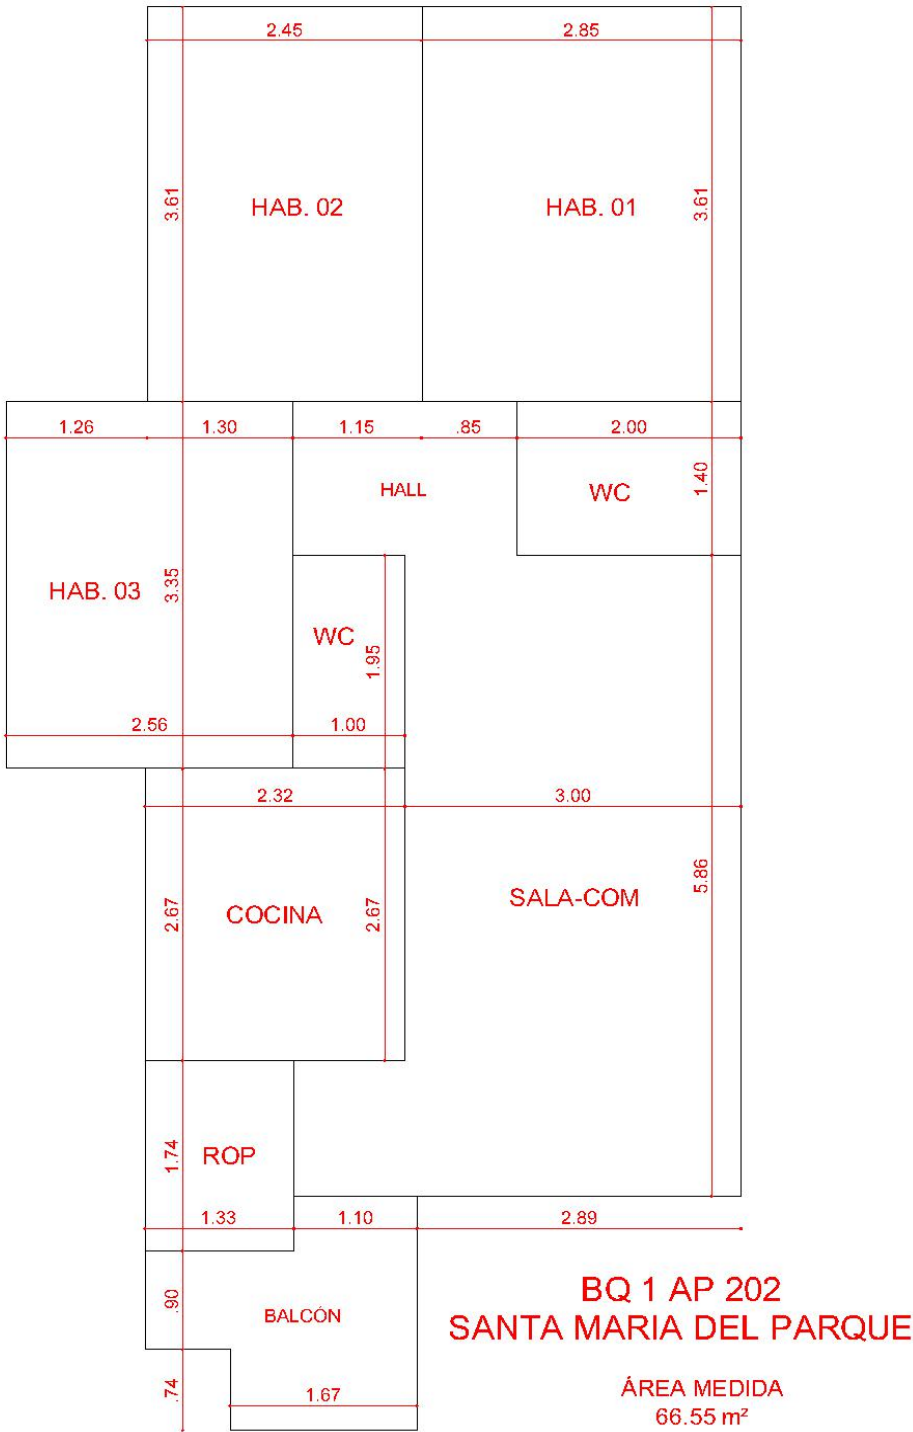 2.45
2.85
3.61
HAB. 02
HAB. 01
3.61
1.26
1.30
1.15
.85
2.00
HALL
WC
1.40
HAB. 03
3.35
WC
1.95
2.56
1.00
2.32
3.00
2.67
COCINA
2.67
SALA-COM
5.86
1.74
ROP
1.33
1.10
2.89
.90
BALCÓN
BQ 1 AP 202
SANTA MARIA DEL PARQUE
.74
1.67
ÁREA MEDIDA
66.55 m²